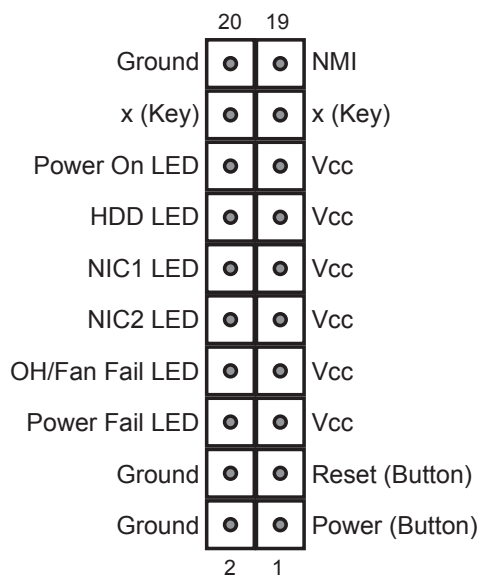 20 19
Ground NMI
x (Key) x (Key)
Power On LED Vcc
HDD LED Vcc
NIC1 LED Vcc
NIC2 LED Vcc
OH/Fan Fail LED Vcc
Power Fail LED Vcc
Ground Reset (Button)
Ground Power (Button)
2 1